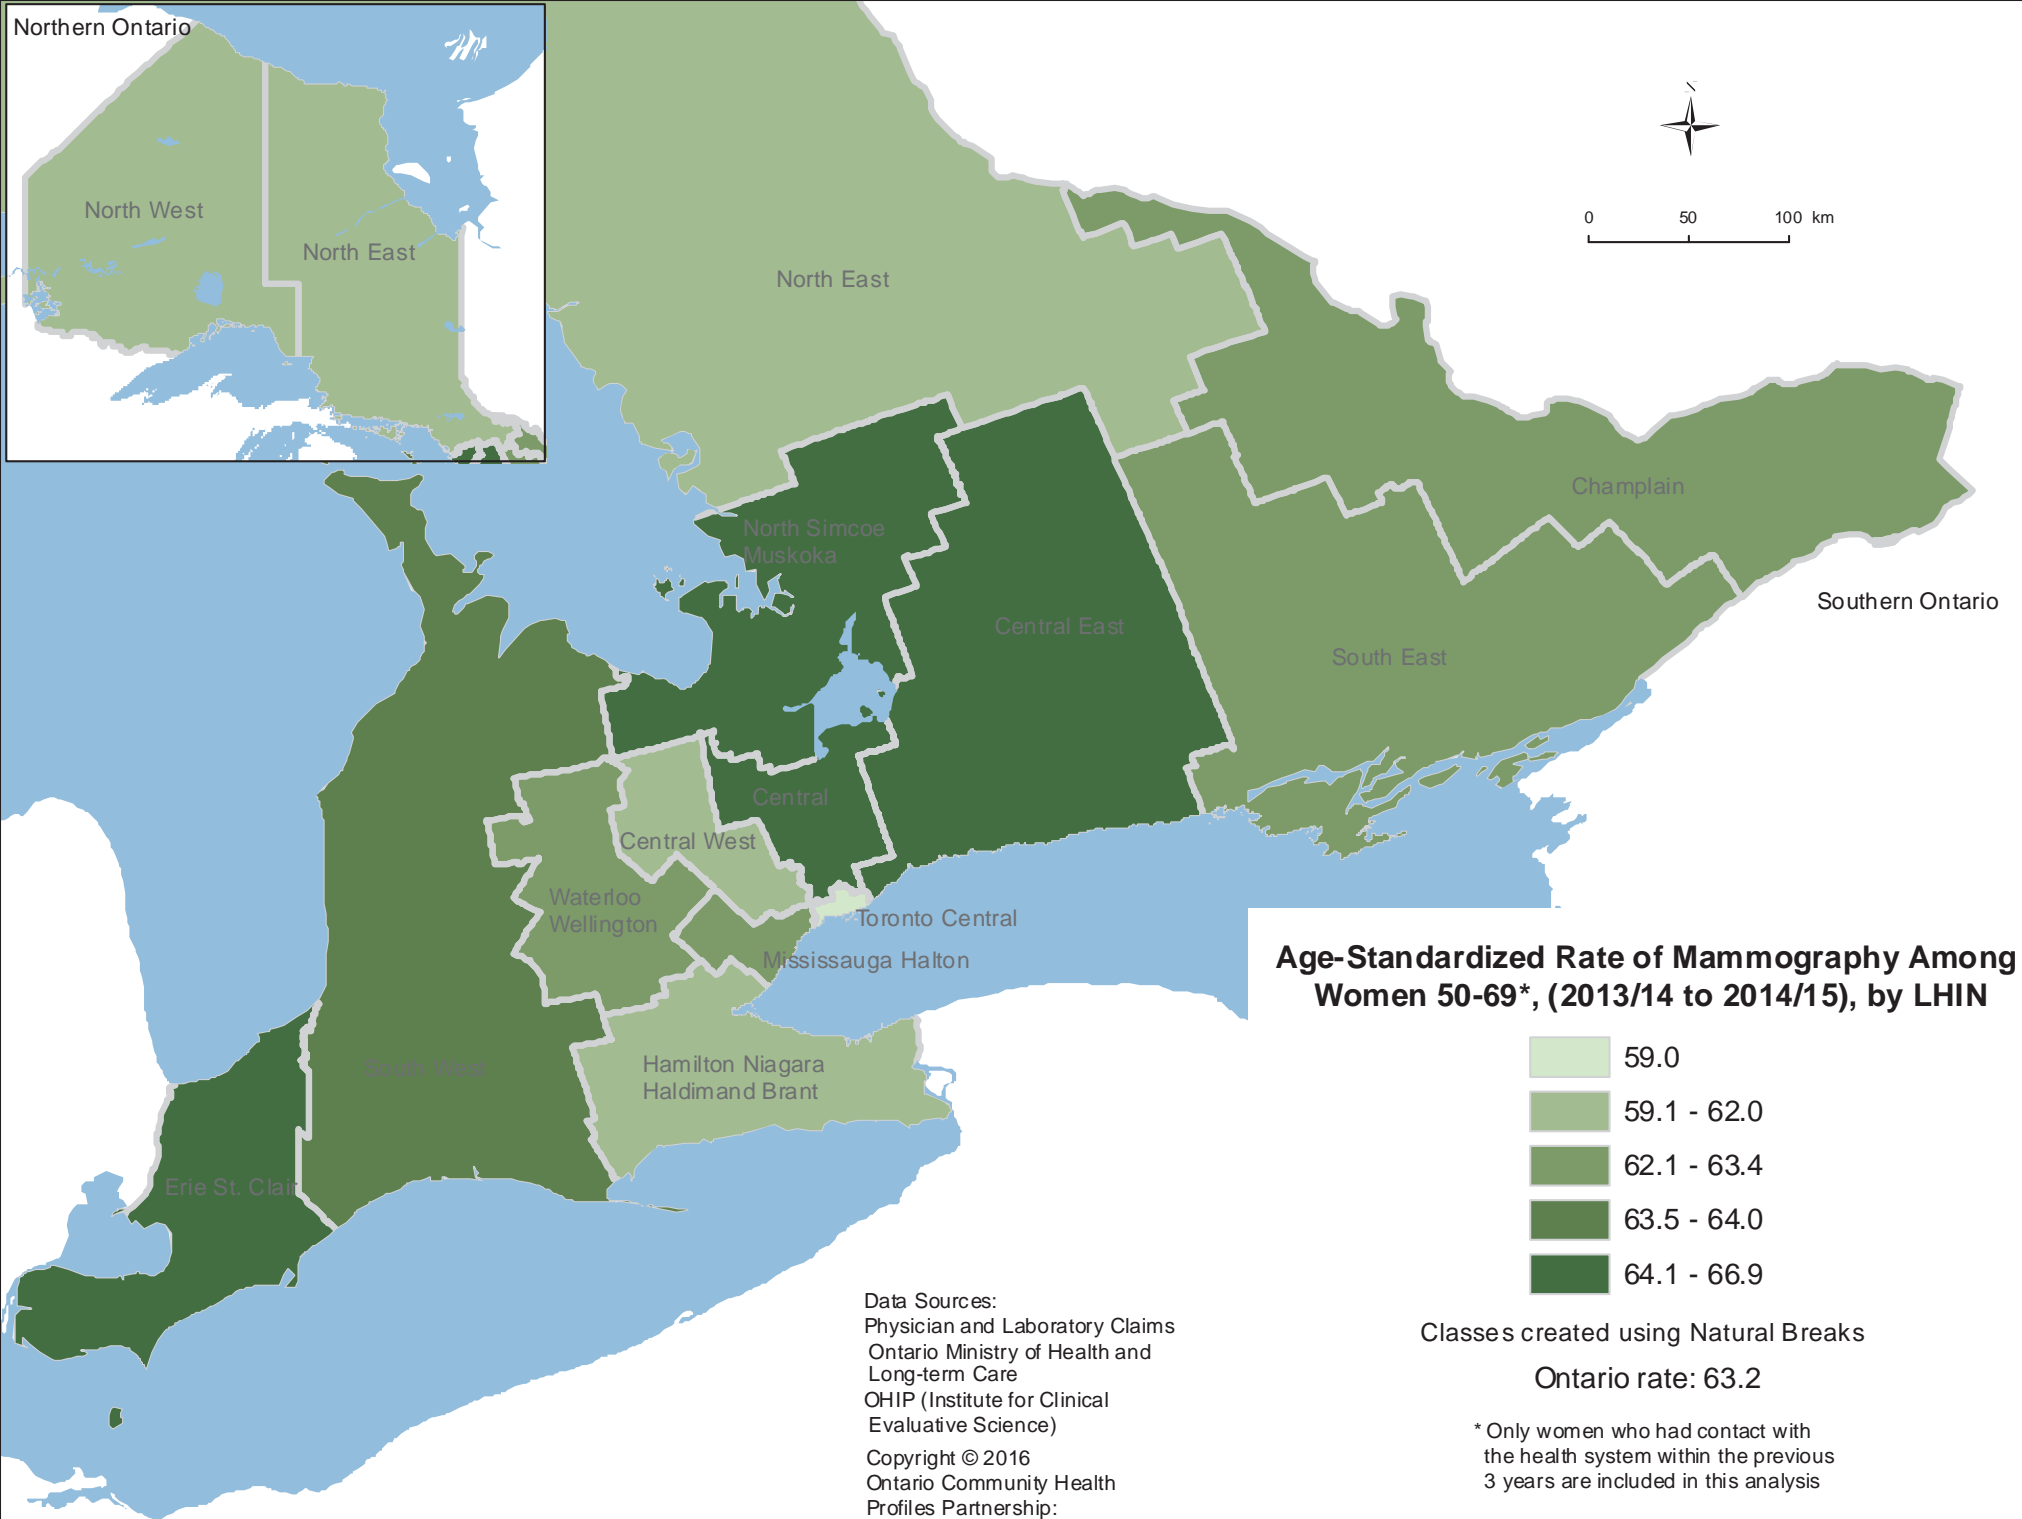 Northern Ontario
North West
North East
N
0 50 100 km
North East
Champlain
North Simcoe
Muskoka
Southern Ontario
Central East
South East
Central
Central West
Waterloo
Wellington
Toronto Central
Mississauga Halton
South West
Hamilton Niagara
Haldimand Brant
Erie St. Clair
Age-Standardized Rate of Mammography Among
Women 50-69*, (2013/14 to 2014/15), by LHIN
59.0
59.1 - 62.0
62.1 - 63.4
63.5 - 64.0
64.1 - 66.9
Classes created using Natural Breaks
Ontario rate: 63.2
* Only women who had contact with
the health system within the previous
3 years are included in this analysis
Data Sources:
Physician and Laboratory Claims
Ontario Ministry of Health and
Long-term Care
OHIP (Institute for Clinical
Evaluative Science)
Copyright © 2016
Ontario Community Health
Profiles Partnership: